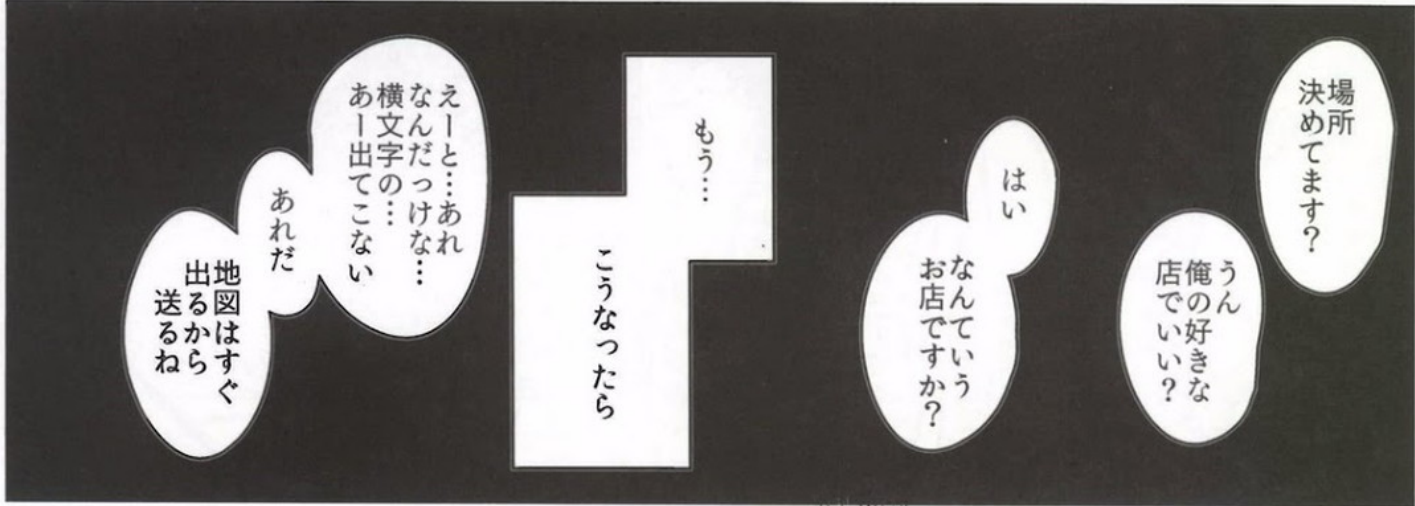 場所
決めてます？
うん
俺の好きな
店でいい？
はい
なんていう
お店ですか？
もう…
こうなったら
えーと…あれ
なんだっけな…
横文字の…
あー出てこない
あれだ
地図はすぐ
出るから
送るね